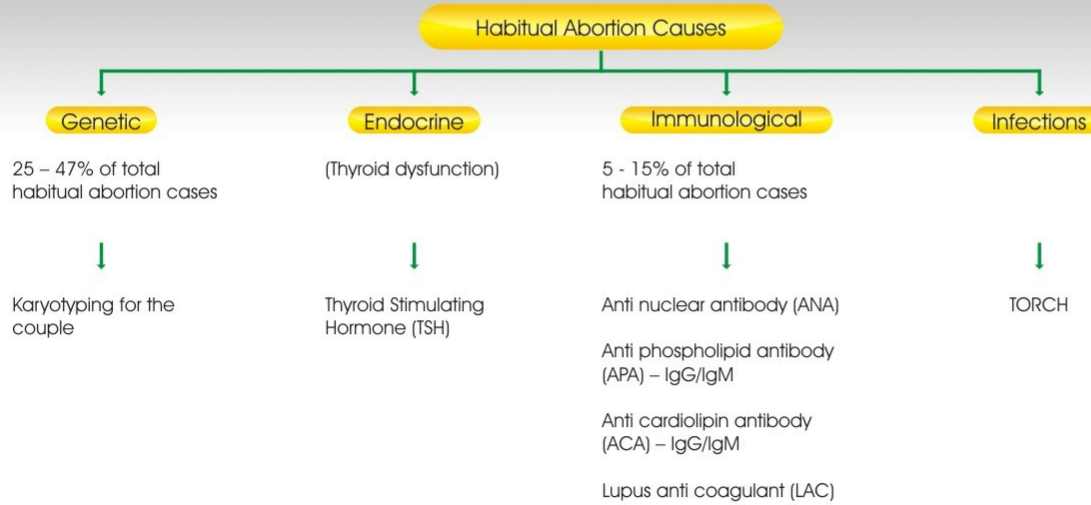 Habitual Abortion Causes
Genetic
Endocrine
Immunological
Infections
25 – 47% of total
habitual abortion cases
(Thyroid dysfunction)
5 - 15% of total
habitual abortion cases
Karyotyping for the
couple
Thyroid Stimulating
Hormone (TSH)
Anti nuclear antibody (ANA)
Anti phospholipid antibody
(APA) – IgG/IgM
Anti cardiolipin antibody
(ACA) – IgG/IgM
Lupus anti coagulant (LAC)
TORCH